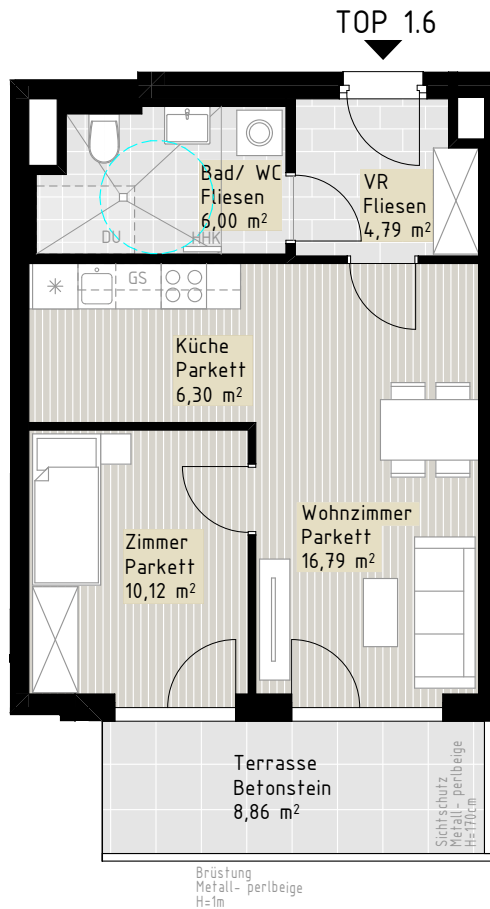 TOP 1.6
Bad/ WC
Fliesen
6,00 m²
VR
Fliesen
4,79 m²
DU
HHK
GS
Küche
Parkett
6,30 m²
Wohnzimmer
Parkett
16,79 m²
Zimmer
Parkett
10,12 m²
Terrasse
Betonstein
8,86 m²
Sichtschutz
Metall- perlbeige
H=170cm
Brüstung
Metall- perlbeige
H=1m